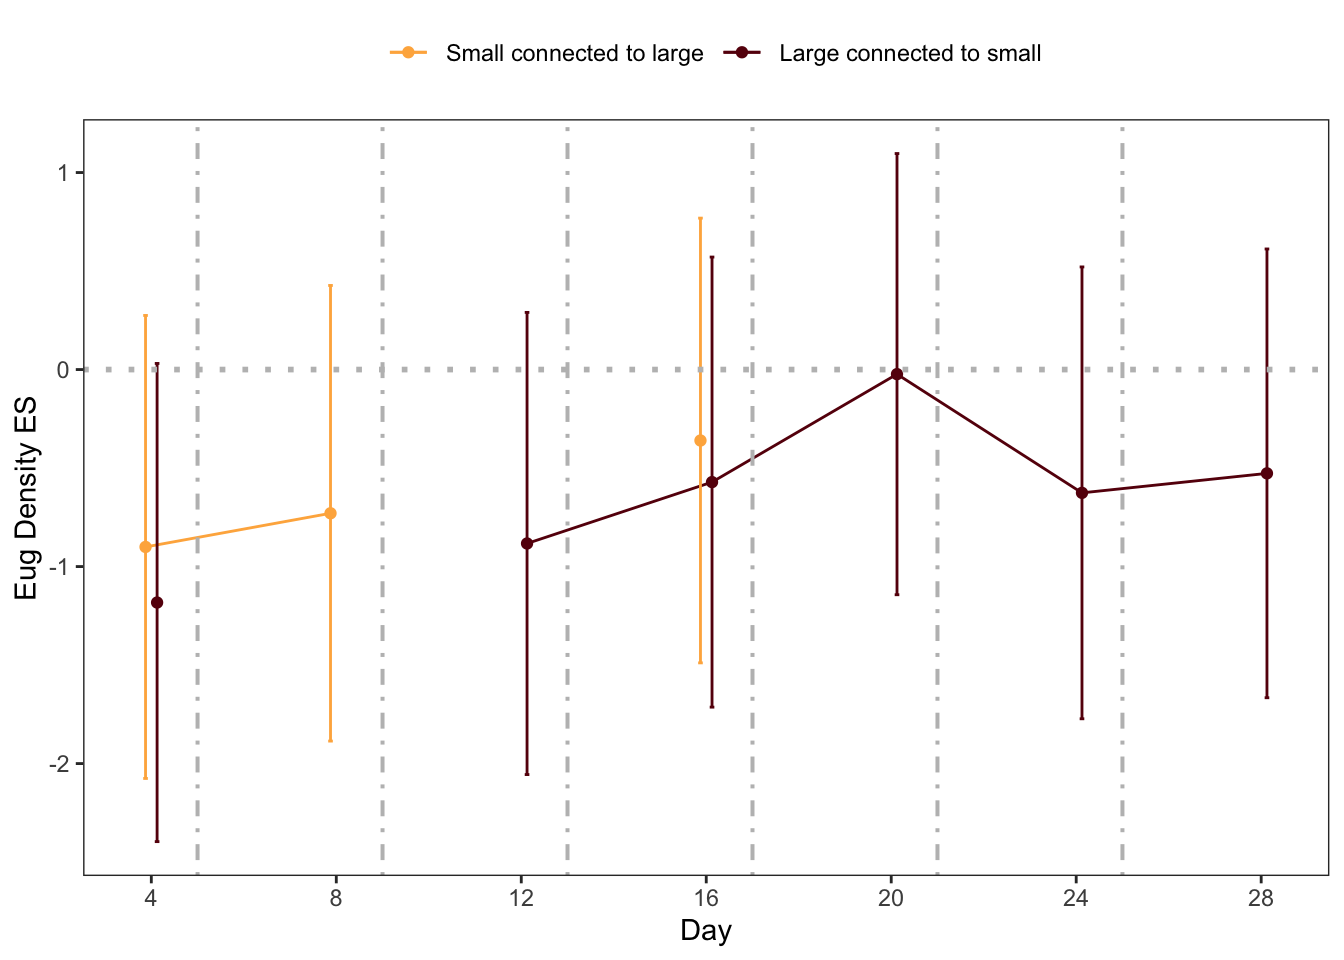 Small connected to large Large connected to small
1
0
-1
-2
Eug Density ES
4 8 12 16 20 24 28
Day